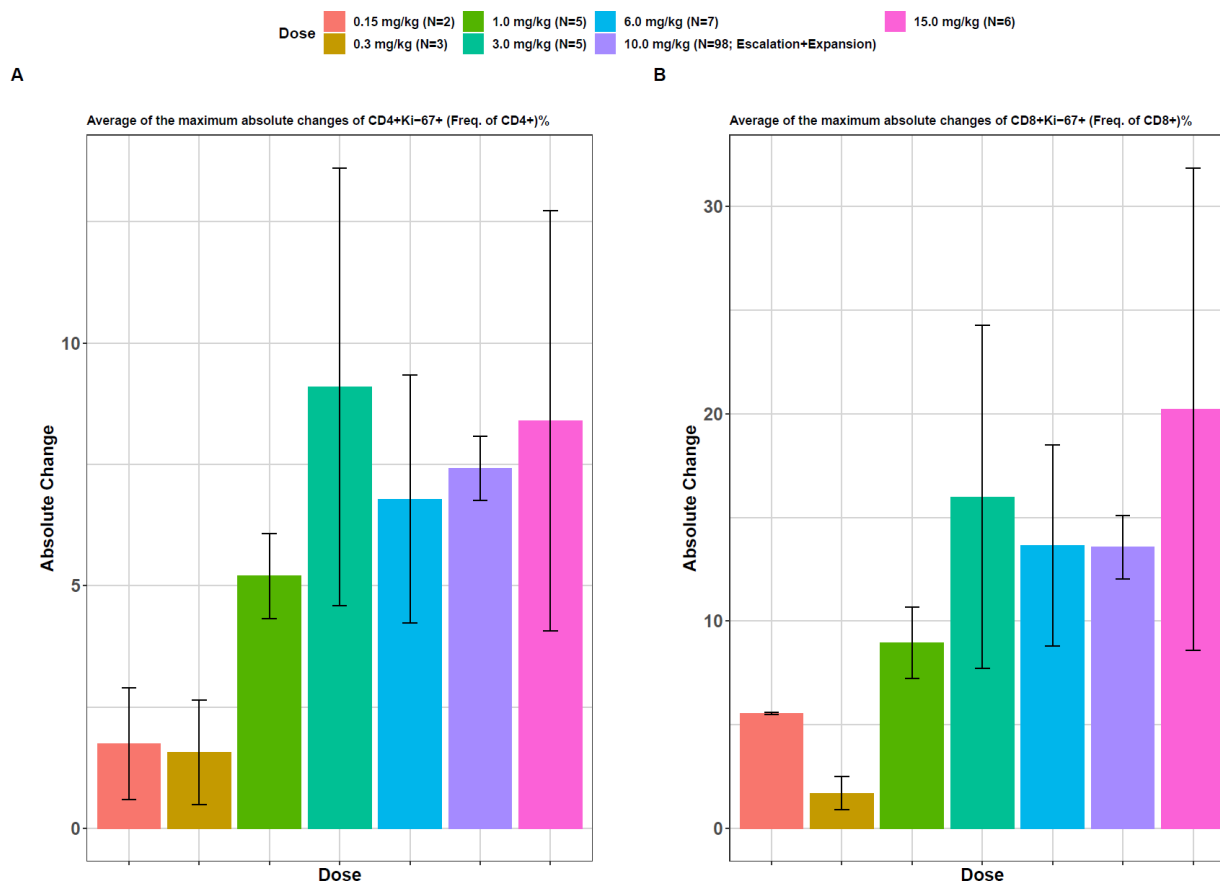 Dose
0.15 mg/kg (N=2)
1.0 mg/kg (N=5)
6.0 mg/kg (N=7)
15.0 mg/kg (N=6)
0.3 mg/kg (N=3)
3.0 mg/kg (N=5)
10.0 mg/kg (N=98; Escalation+Expansion)
A
Average of the maximum absolute changes of CD4+Ki−67+ (Freq. of CD4+)%
Absolute Change
10
5
0
Dose
B
Average of the maximum absolute changes of CD8+Ki−67+ (Freq. of CD8+)%
Absolute Change
30
20
10
0
Dose